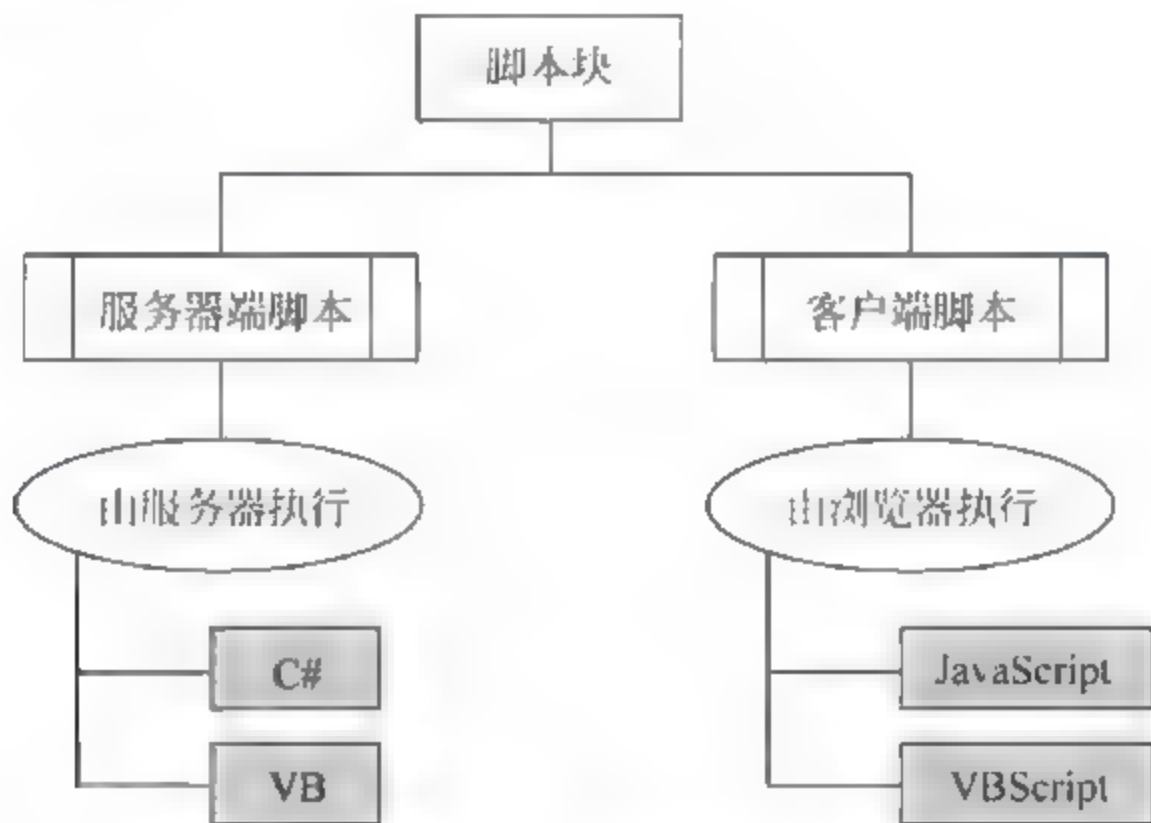 脚本块
服务器端脚本
客户端脚本
由服务器执行
由浏览器执行
C#
JavaScript
VB
VBScript